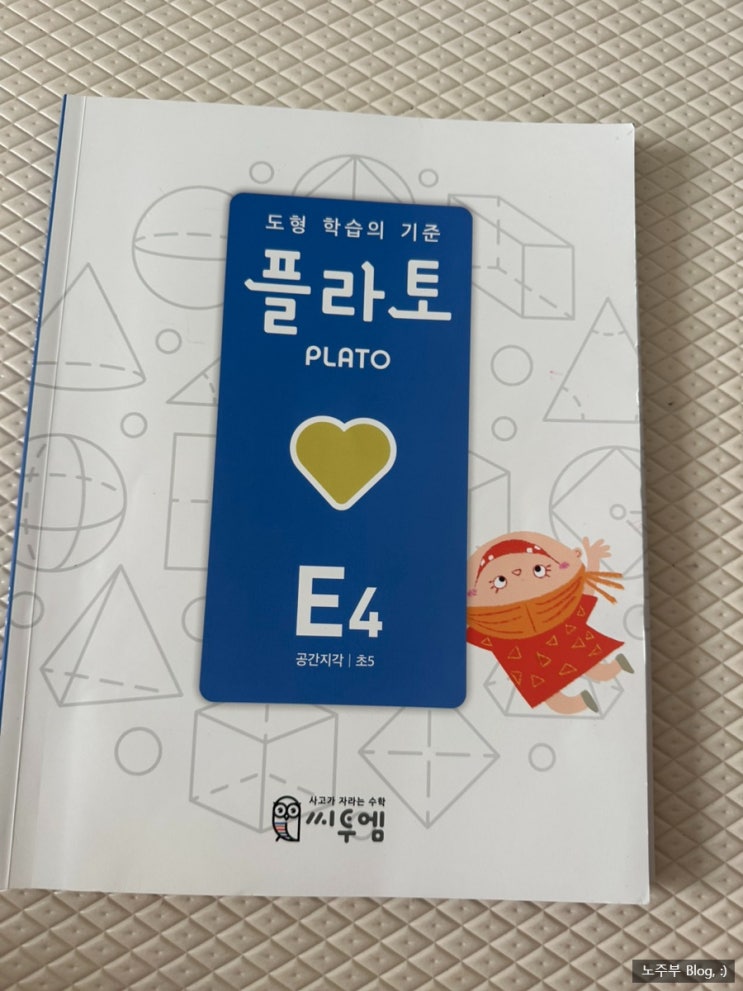 도형 학습의 기준
플라토
PLATO
E4
공간지각 | 초5
사고가 자라는 수학
씨투엠
노주부 Blog, :)